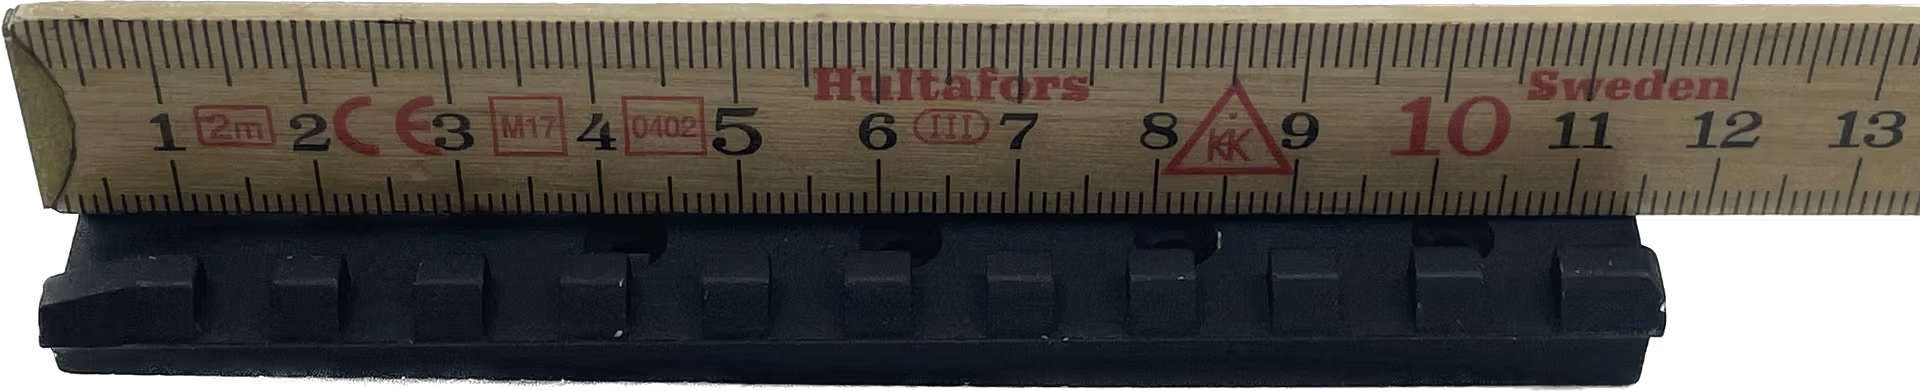 Hultafors Sweden
1 2m 2 CE 3 M17 4 0402 5 6 III 7 8 KK 9 10 11 12 13